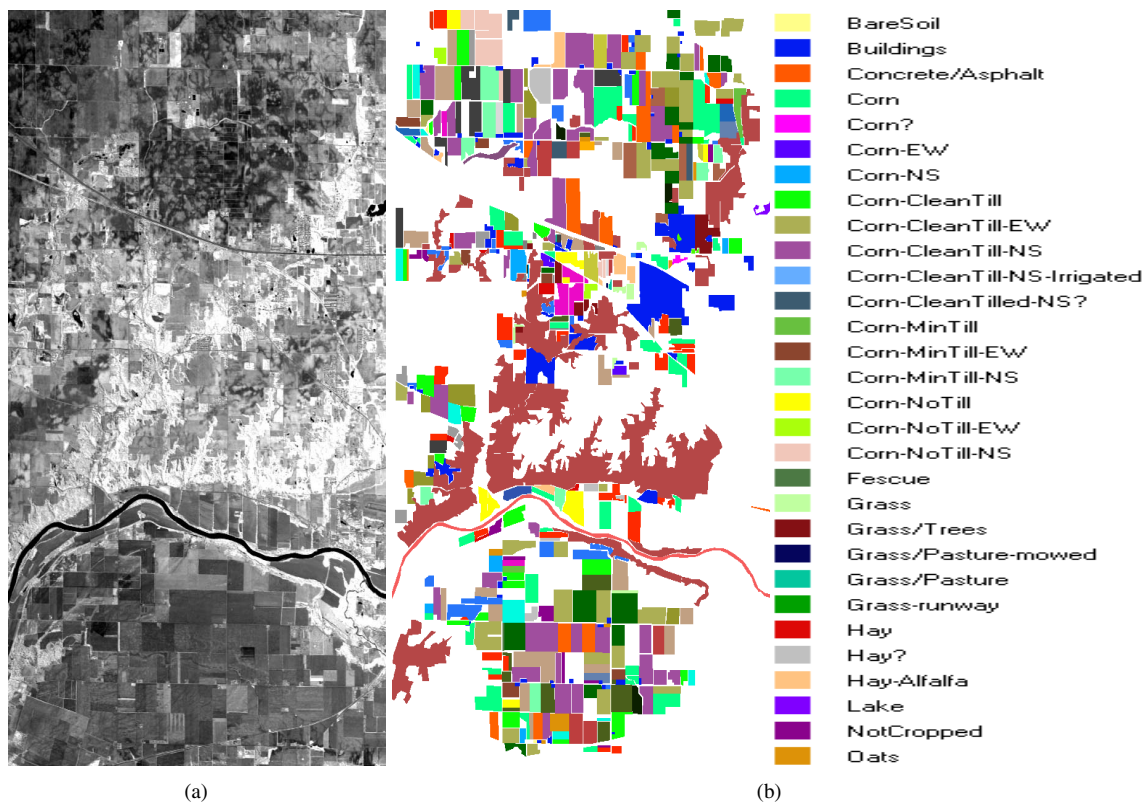 BareSoil
Buildings
Concrete/Asphalt
Corn
Corn?
Corn-EW
Corn-NS
Corn-CleanTill
Corn-CleanTill-EW
Corn-CleanTill-NS
Corn-CleanTill-NS-Irrigated
Corn-CleanTilled-NS?
Corn-MinTill
Corn-MinTill-EW
Corn-MinTill-NS
Corn-NoTill
Corn-NoTill-EW
Corn-NoTill-NS
Fescue
Grass
Grass/Trees
Grass/Pasture-mowed
Grass/Pasture
Grass-runway
Hay
Hay?
Hay-Alfalfa
Lake
NotCropped
Oats
(a)
(b)